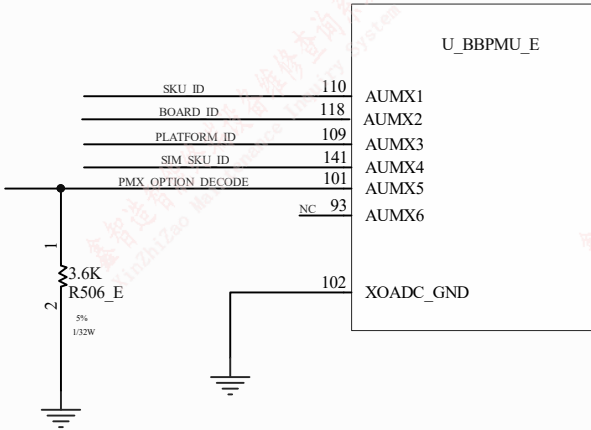 U_BBPMU_E
SKU_ID 110 AUMX1
BOARD_ID 118 AUMX2
PLATFORM_ID 109 AUMX3
SIM_SKU_ID 141 AUMX4
PMX_OPTION_DECODE 101 AUMX5
NC 93 AUMX6
1
3.6K
R506_E
2
5%
1/32W
102 XOADC_GND